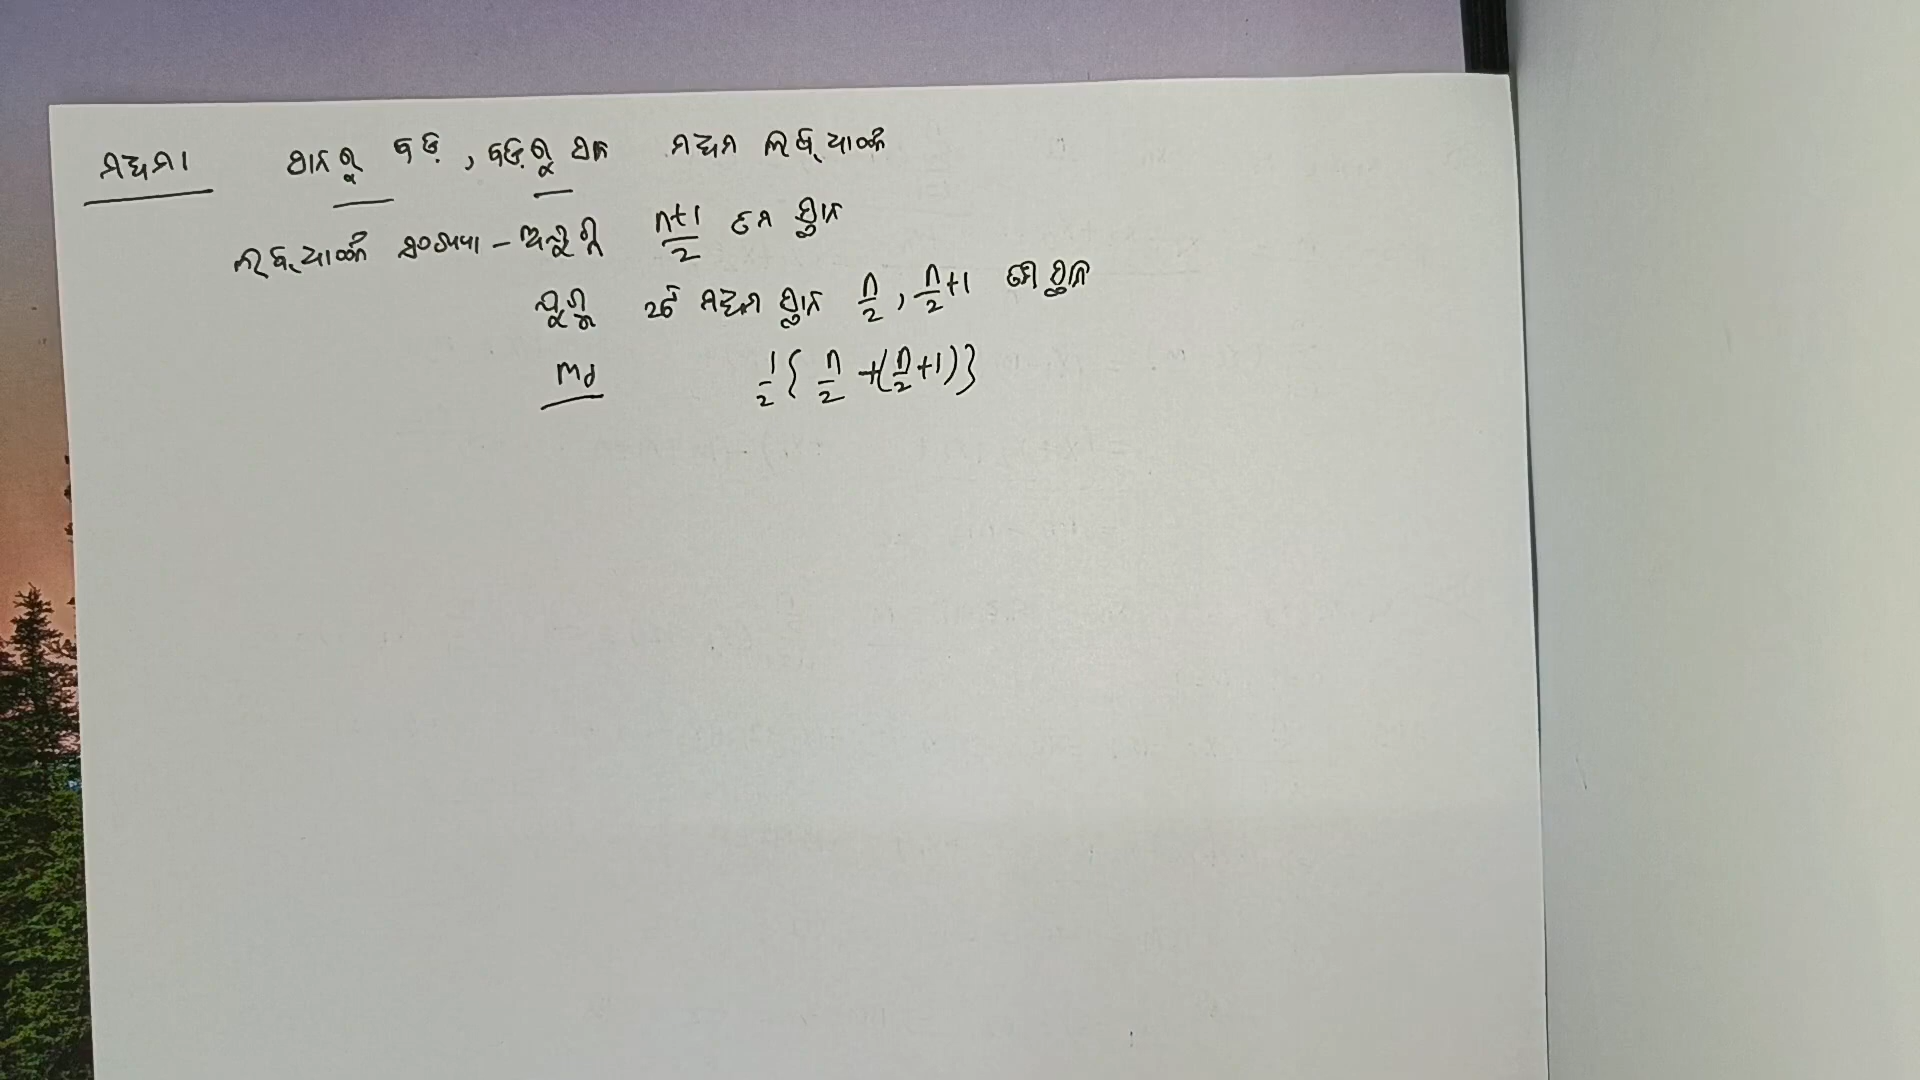 ମଧ୍ୟମା ସାନରୁ ବଡ଼ , ବଡ଼ରୁ ସାନ ମଧ୍ୟମ ଲବ୍ଧାଙ୍କ
ଲବ୍ଧାଙ୍କ ସଂଖ୍ୟା - ଅଯୁଗ୍ମ n+1/2 ତମ ସ୍ଥାନ
ଯୁଗ୍ମ 2ଟି ମଧ୍ୟମ ସ୍ଥାନ n/2 , n/2 +1 ତମ ସ୍ଥାନ
Md 1/2 { n/2 + (n/2 +1)}